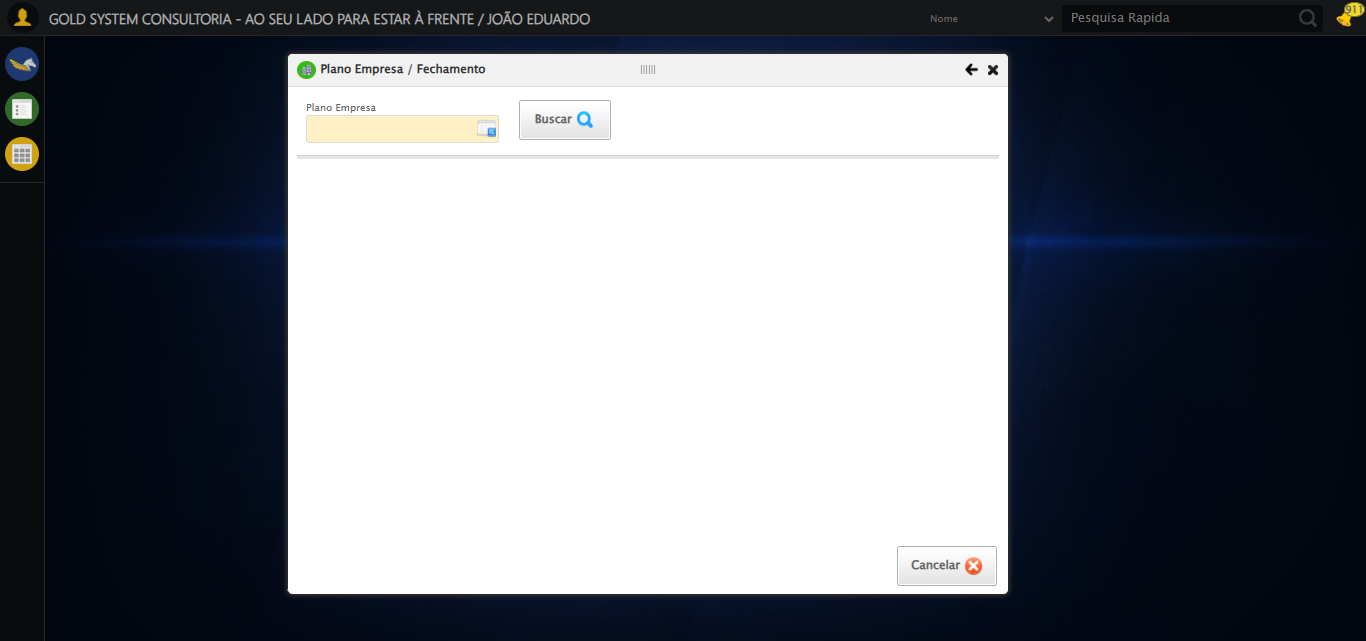 GOLD SYSTEM CONSULTORIA - AO SEU LADO PARA ESTAR À FRENTE / JOÃO EDUARDO
Nome
Pesquisa Rapida
911
Plano Empresa / Fechamento
Plano Empresa
Buscar
Cancelar